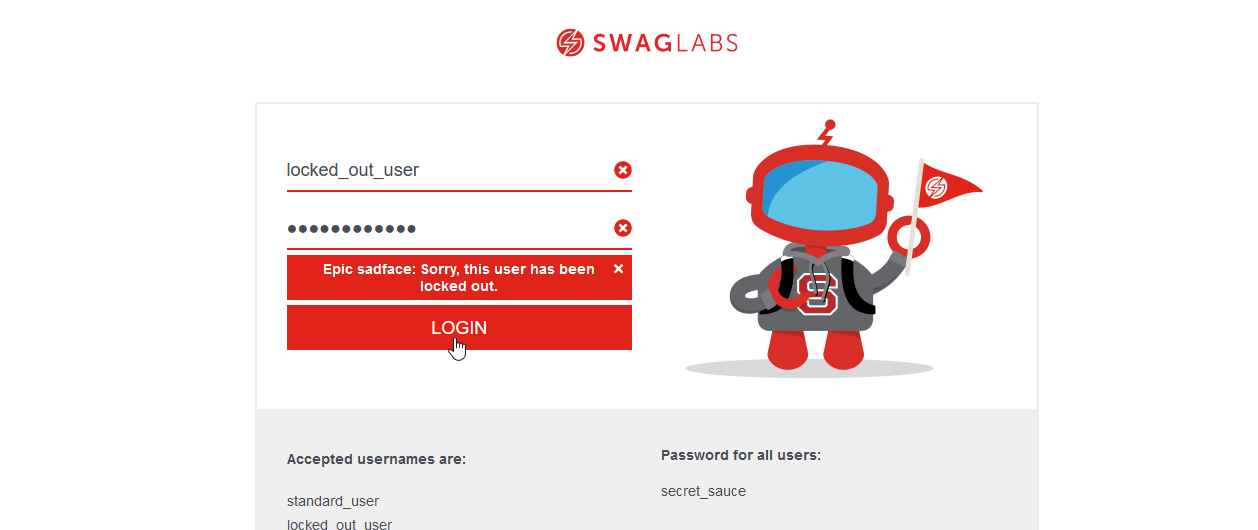 SWAGLABS
locked_out_user
●●●●●●●●●●●●
Epic sadface: Sorry, this user has been
locked out.
LOGIN
S
Accepted usernames are:
standard_user
locked_out_user
Password for all users:
secret_sauce